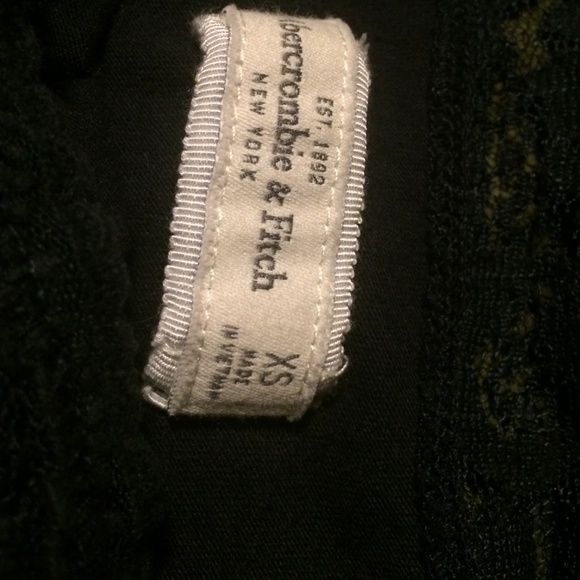 EST. 1892
Abercrombie & Fitch
NEW YORK
XS
MADE
IN VIETNAM